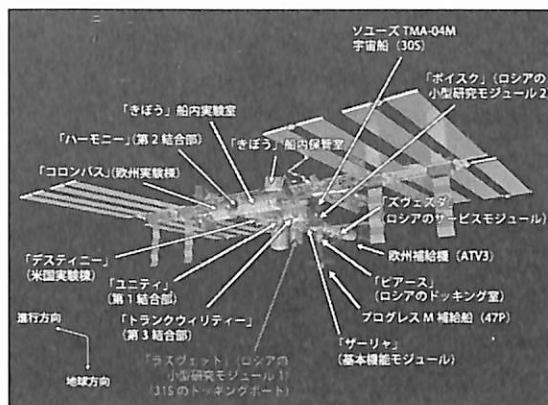 ソユーズ TMA-04M
宇宙船（30S）
「ポイスク」（ロシアの
小型研究モジュール 2）
「きぼう」船内実験室
「ハーモニー」（第 2 結合部）
「きぼう」船内保管室
「コロンバス」（欧州実験棟）
「ズヴェズダ」
（ロシアのサービスモジュール）
「デスティニー」
（米国実験棟）
「ユニティ」
（第 1 結合部）
「トランクウィリティー」
（第 3 結合部）
欧州補給機（ATV3）
「ピアース」
（ロシアのドッキング室）
プログレス M 補給船（47P）
「ザーリャ」
（基本機能モジュール）
進行方向
地球方向
「ラスヴェット」（ロシアの
小型研究モジュール 1）
（31S のドッキングポート）